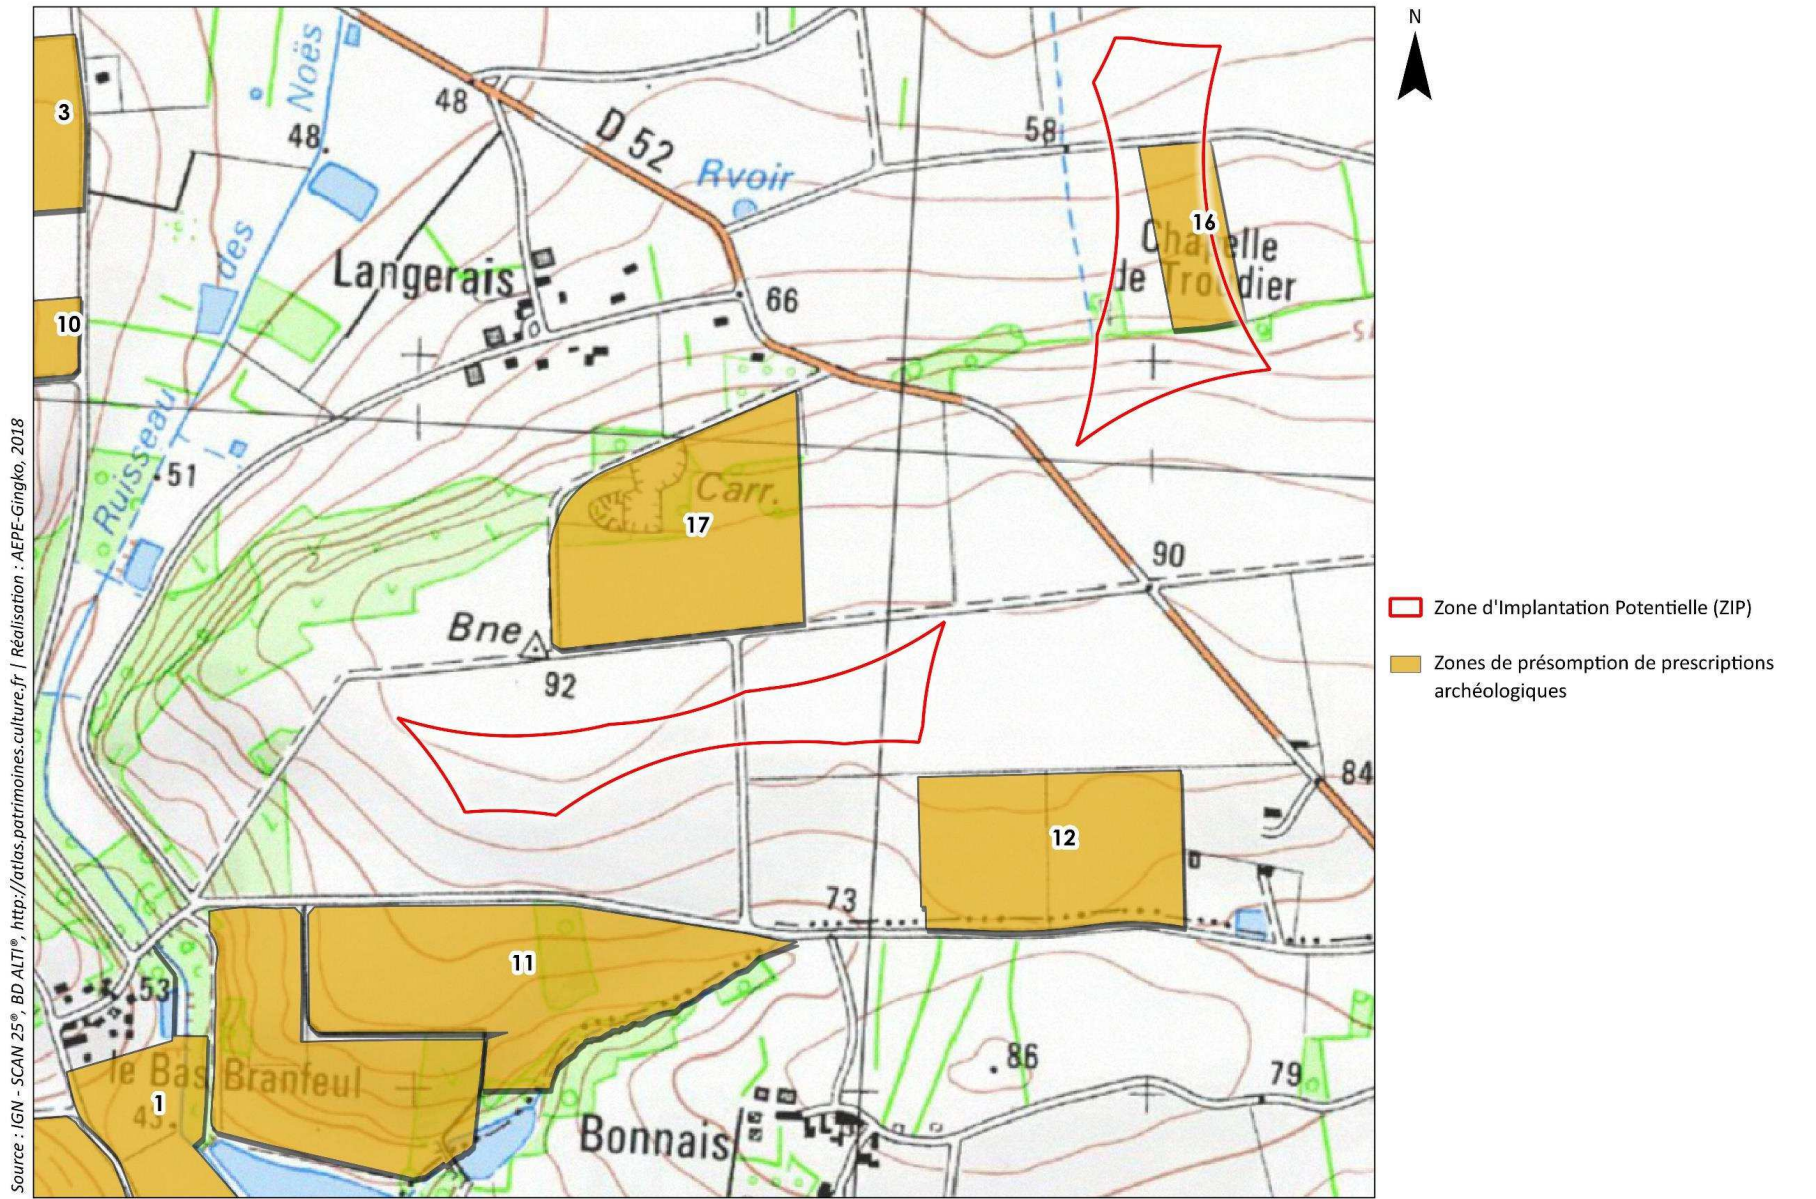 N
Noës
48
3
48
D 52
58
Rvoir
16
Chapelle
de Troudier
des
Langerais
66
10
75
Ruisseau
51
Carr.
17
90
Bne
92
Zone d'Implantation Potentielle (ZIP)
Zones de présomption de prescriptions
archéologiques
84
12
73
11
53
le Bas Branfeul
1
43
86
79
Bonnais
Source : IGN - SCAN 25®, BD ALTI®, http://atlas.patrimoines.culture.fr | Réalisation : AEPE-Gingko, 2018